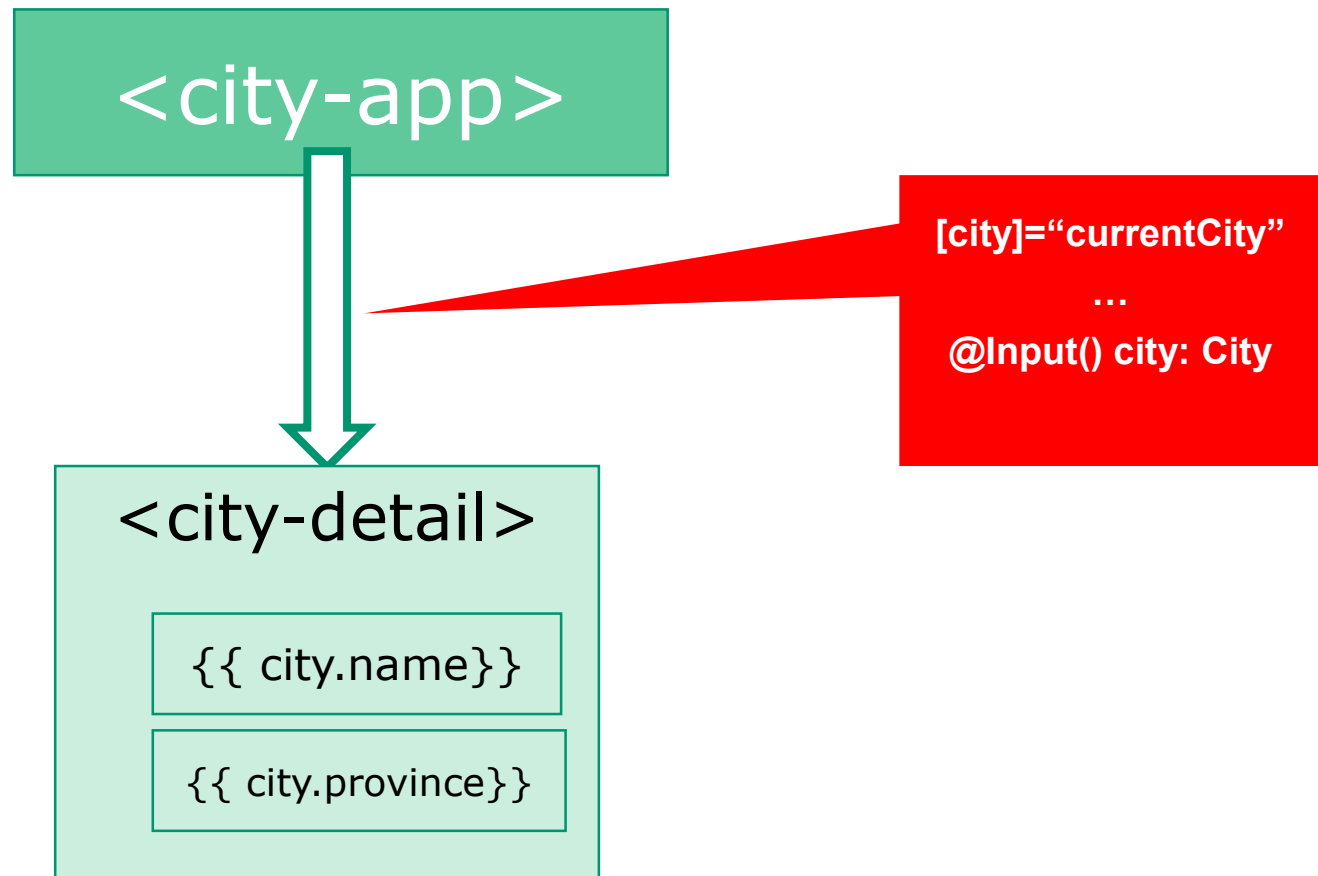 <city-app>
[city]=“currentCity”
…
@Input() city: City
<city-detail>
{{ city.name}}
{{ city.province}}